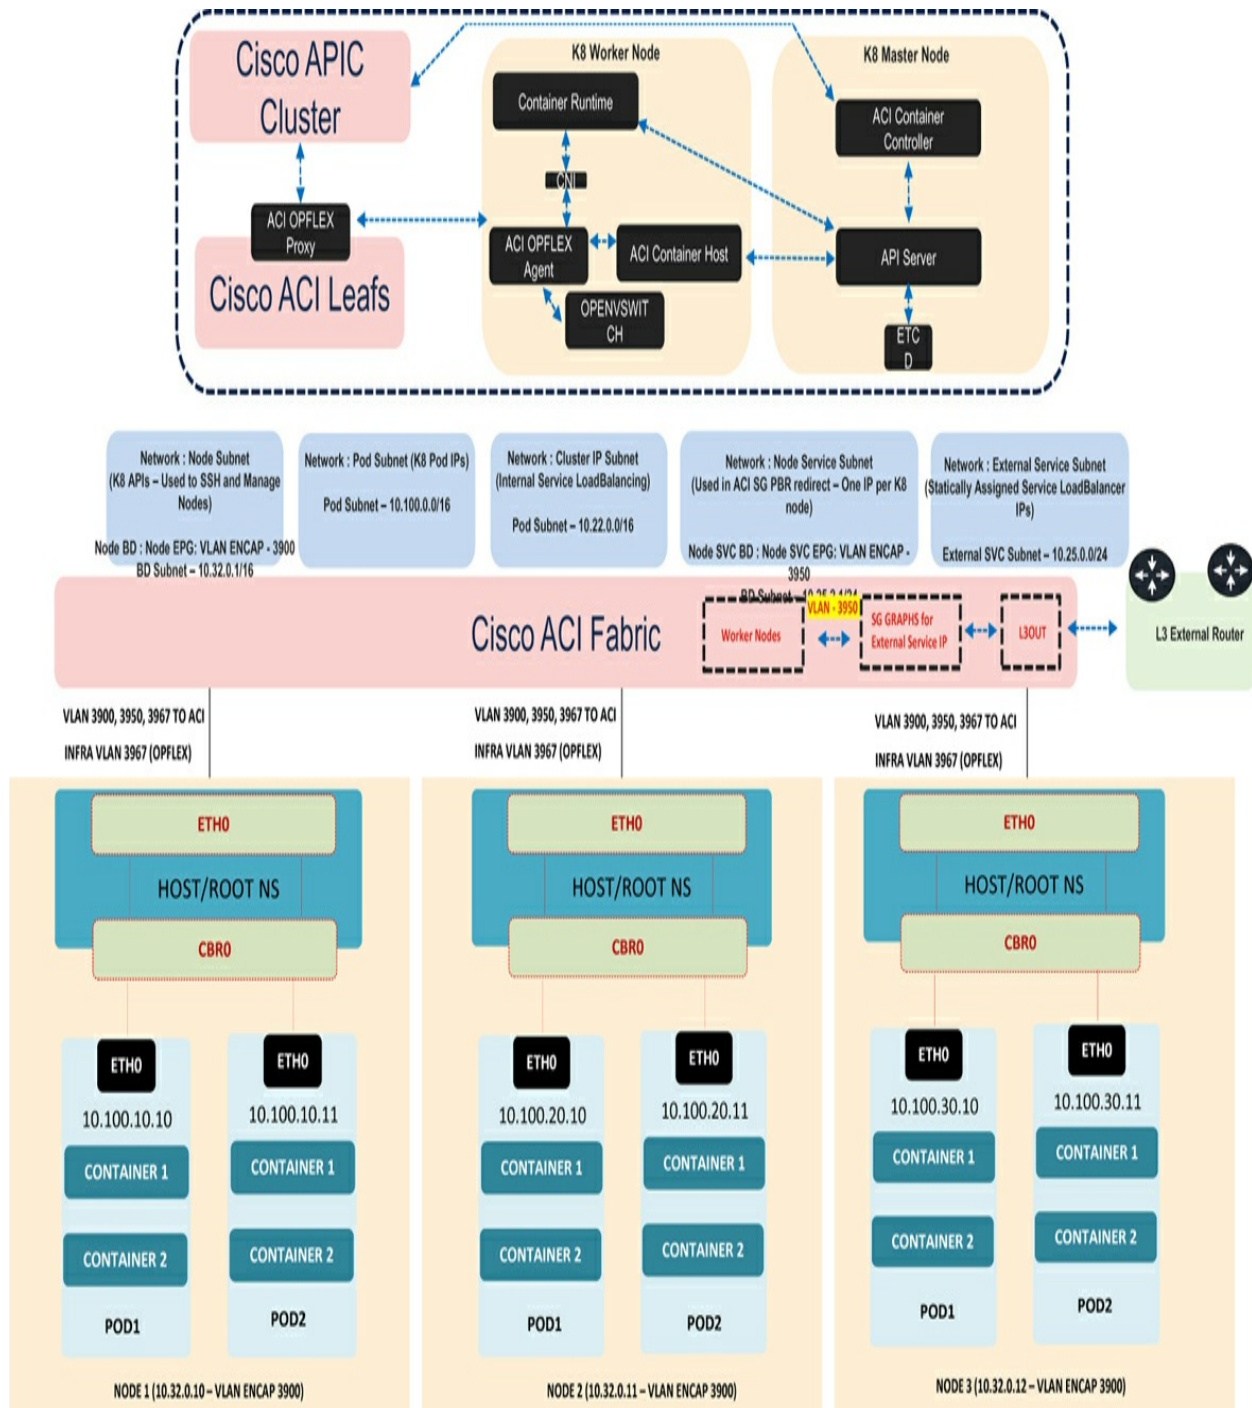 Cisco APIC
Cluster
K8 Worker Node
K8 Master Node
Container Runtime
ACI Container
Controller
CNI
ACI OPFLEX
Proxy
ACI OPFLEX
Agent
ACI Container Host
API Server
Cisco ACI Leafs
OPENVSWIT
CH
ETC
D
Network : Node Subnet
(K8 APIs – Used to SSH and Manage
Nodes)
Node BD : Node EPG: VLAN ENCAP - 3900
BD Subnet – 10.32.0.1/16
Network : Pod Subnet (K8 Pod IPs)
Pod Subnet – 10.100.0.0/16
Network : Cluster IP Subnet
(Internal Service LoadBalancing)
Pod Subnet – 10.22.0.0/16
Network : Node Service Subnet
(Used in ACI SG PBR redirect – One IP per K8
node)
Node SVC BD : Node SVC EPG: VLAN ENCAP -
3950
BD Subnet –
Network : External Service Subnet
(Statically Assigned Service LoadBalancer
IPs)
External SVC Subnet – 10.25.0.0/24
Cisco ACI Fabric
Worker Nodes
VLAN - 3950
SG GRAPHS for
External Service IP
L3OUT
L3 External Router
VLAN 3900, 3950, 3967 TO ACI
INFRA VLAN 3967 (OPFLEX)
VLAN 3900, 3950, 3967 TO ACI
INFRA VLAN 3967 (OPFLEX)
VLAN 3900, 3950, 3967 TO ACI
INFRA VLAN 3967 (OPFLEX)
ETH0
HOST/ROOT NS
CBR0
ETH0
10.100.10.10
CONTAINER 1
CONTAINER 2
POD1
ETH0
10.100.10.11
CONTAINER 1
CONTAINER 2
POD2
NODE 1 (10.32.0.10 – VLAN ENCAP 3900)
ETH0
HOST/ROOT NS
CBR0
ETH0
10.100.20.10
CONTAINER 1
CONTAINER 2
POD1
ETH0
10.100.20.11
CONTAINER 1
CONTAINER 2
POD2
NODE 2 (10.32.0.11 – VLAN ENCAP 3900)
ETH0
HOST/ROOT NS
CBR0
ETH0
10.100.30.10
CONTAINER 1
CONTAINER 2
POD1
ETH0
10.100.30.11
CONTAINER 1
CONTAINER 2
POD2
NODE 3 (10.32.0.12 – VLAN ENCAP 3900)